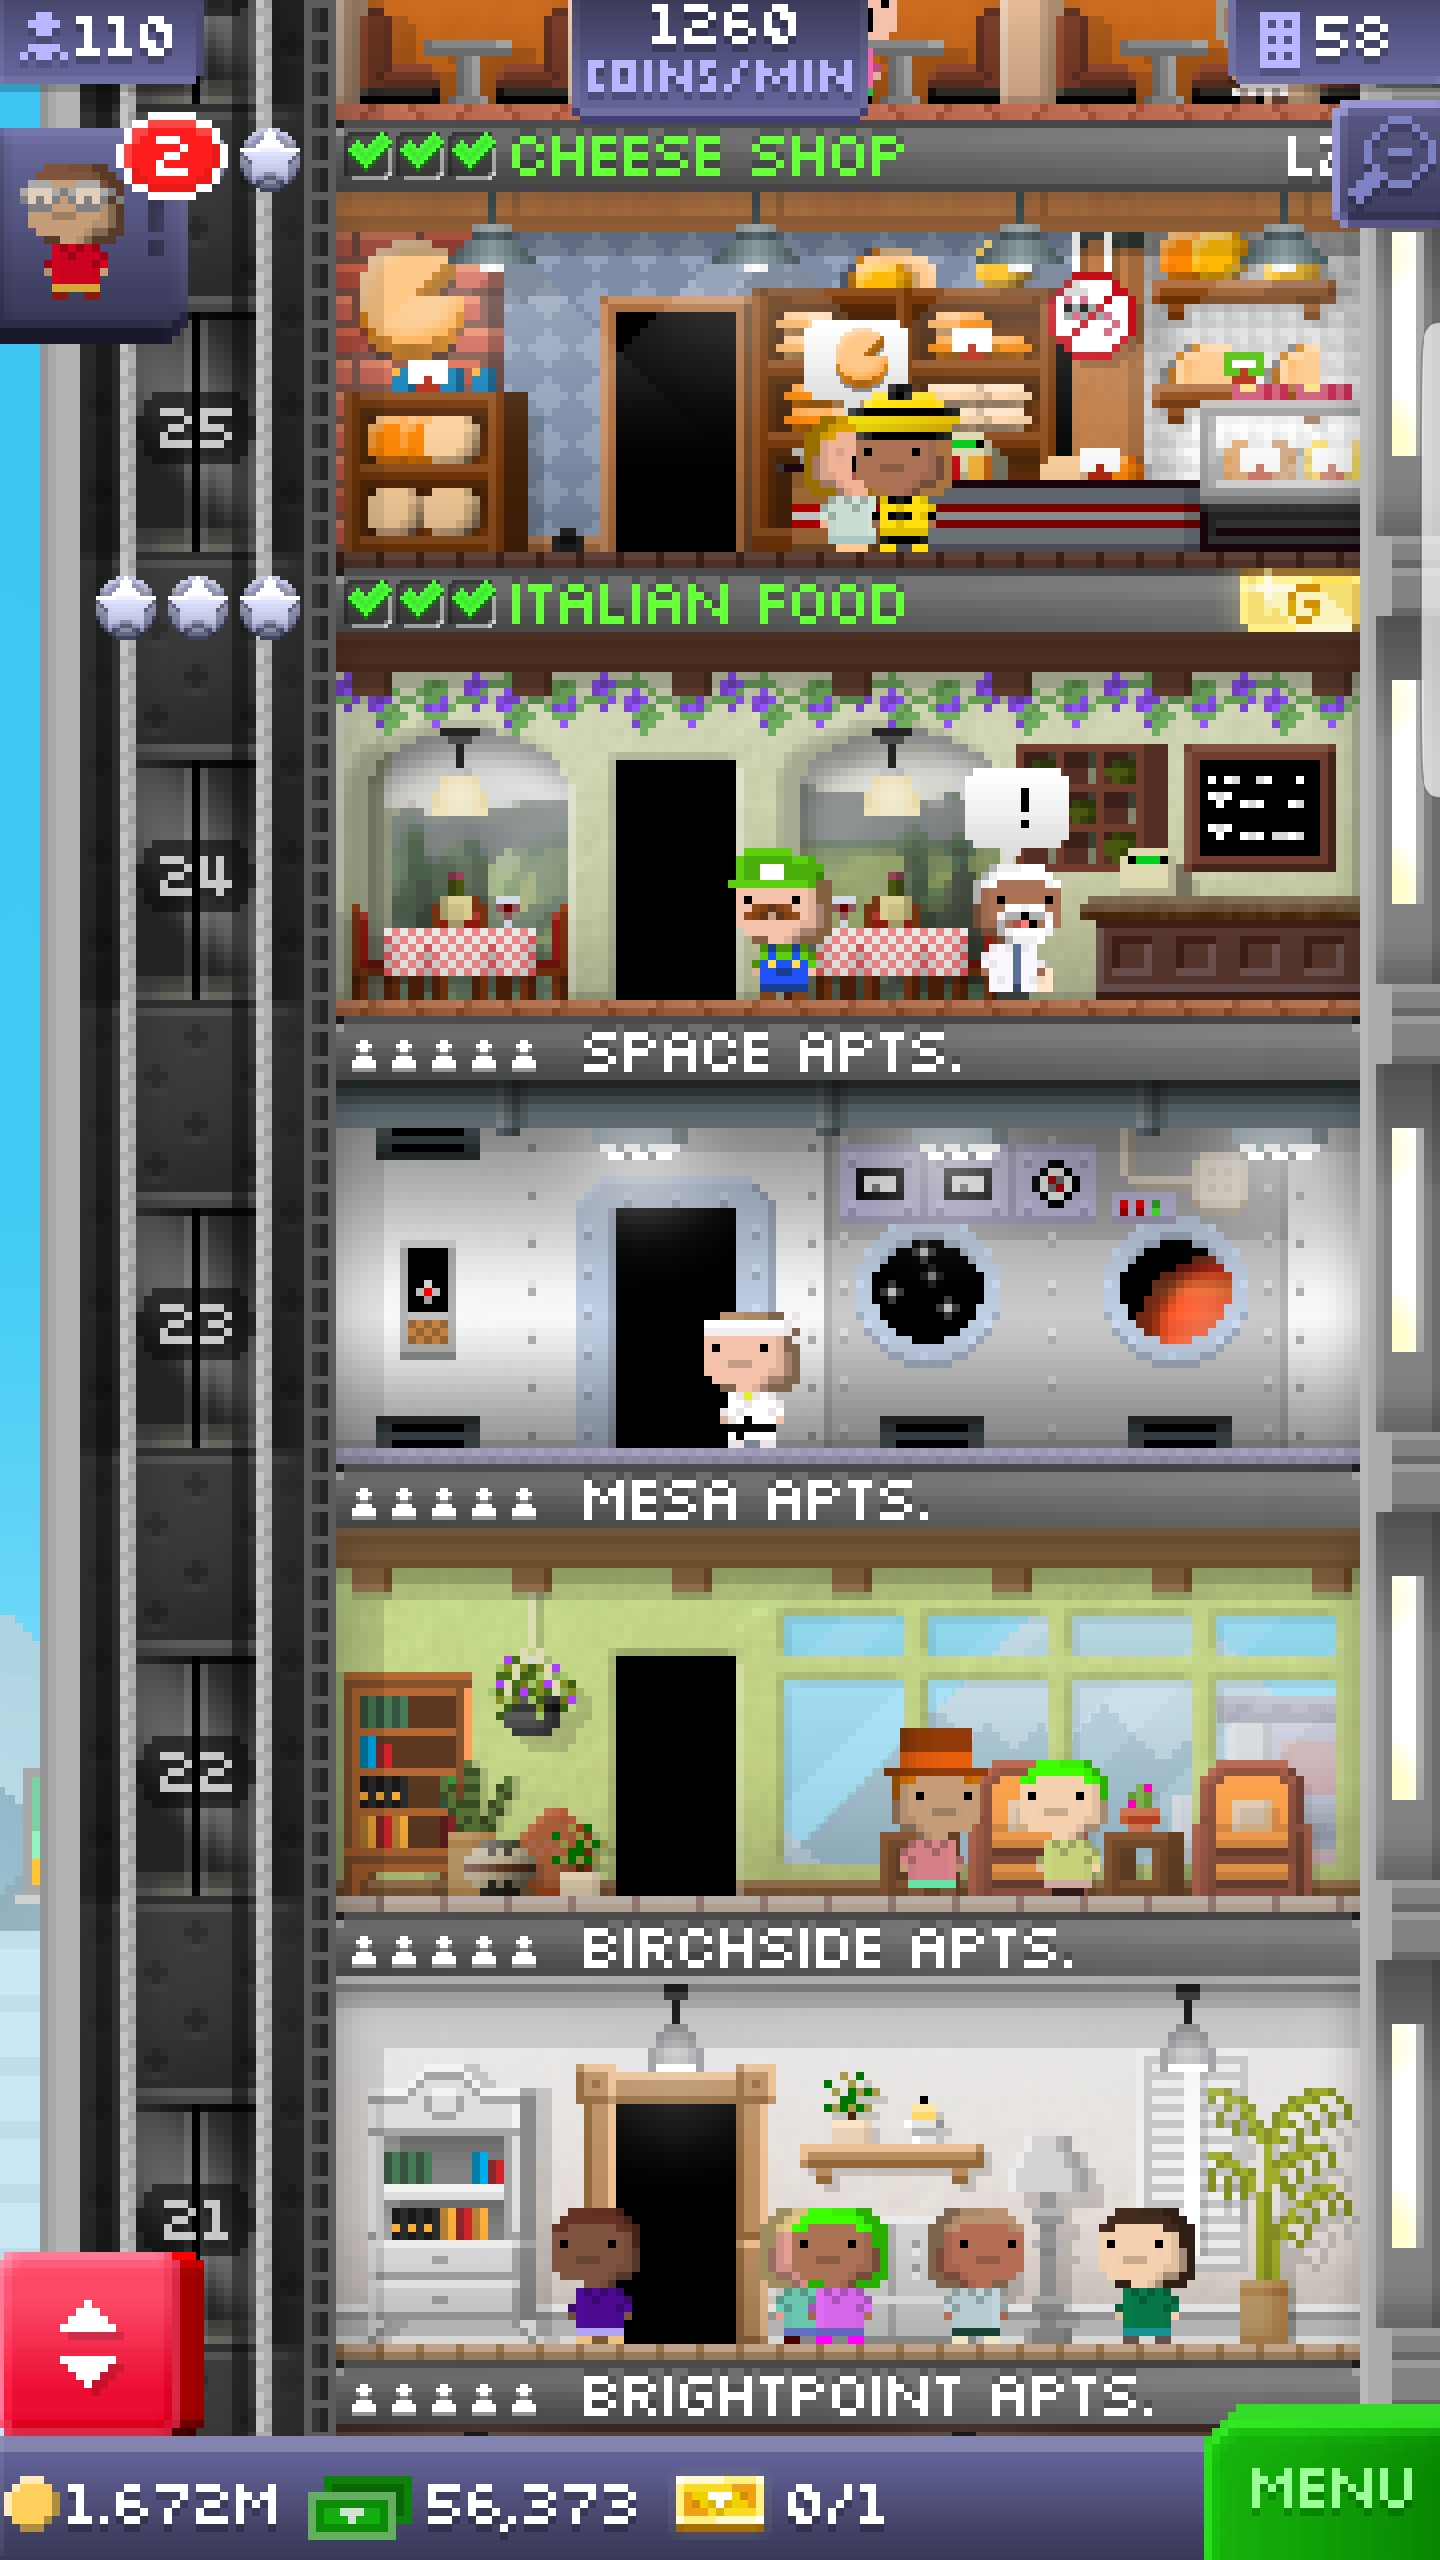 110
1260
COINS/MIN
58
2
CHEESE SHOP
25
ITALIAN FOOD G
24
SPACE APTS.
23
MESA APTS.
!
22
BIRCHSIDE APTS.
21
BRIGHTPOINT APTS.
1.672M 56,373 0/1
MENU